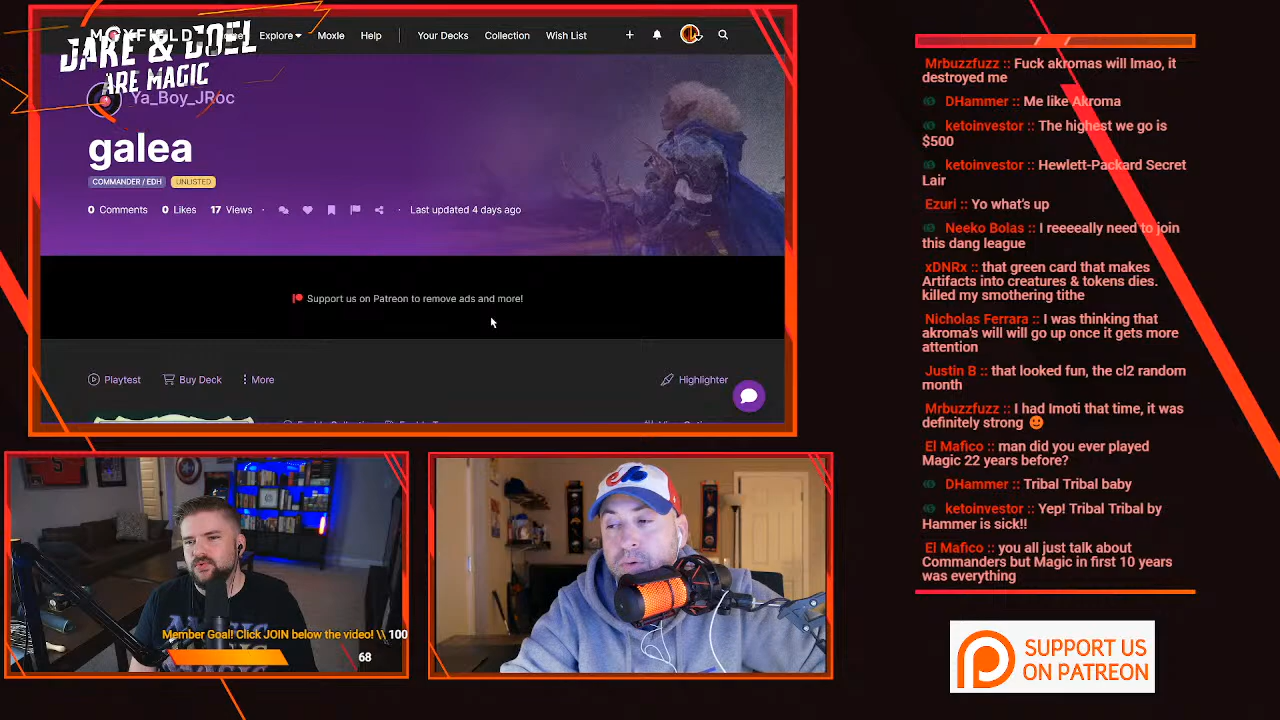 MOXFIELD
Explore
Moxie
Help
Your Decks
Collection
Wish List
JAKE & JOEL
ARE MAGIC
Ya_Boy_JRoc
galea
COMMANDER / EDH
UNLISTED
0 Comments
0 Likes
17 Views
Last updated 4 days ago
Support us on Patreon to remove ads and more!
Playtest
Buy Deck
More
Highlighter
Mrbuzzfuzz :: Fuck akromas will lmao, it
destroyed me
DHammer :: Me like Akroma
ketoinvestor :: The highest we go is
$500
ketoinvestor :: Hewlett-Packard Secret
Lair
Ezuri :: Yo what's up
Neeko Bolas :: I reeeeally need to join
this dang league
xDNRx :: that green card that makes
Artifacts into creatures & tokens dies.
killed my smothering tithe
Nicholas Ferrara :: I was thinking that
akroma's will will go up once it gets more
attention
Justin B :: that looked fun, the cl2 random
month
Mrbuzzfuzz :: I had Imoti that time, it was
definitely strong
El Mafico :: man did you ever played
Magic 22 years before?
DHammer :: Tribal Tribal baby
ketoinvestor :: Yep! Tribal Tribal by
Hammer is sick!!
El Mafico :: you all just talk about
Commanders but Magic in first 10 years
was everything
Member Goal! Click JOIN below the video! \\ 100
68
SUPPORT US
ON PATREON